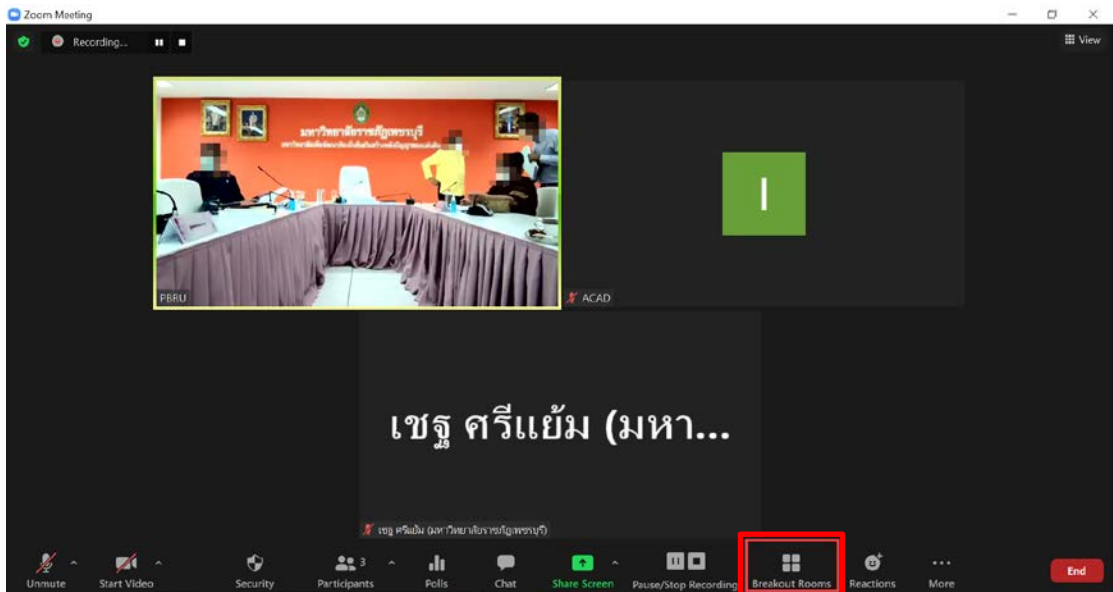 Zoom Meeting
Recording...
View
มหาวิทยาลัยราชภัฏเพชรบุรี
PBRU
I
ACAD
เชฐ ศรีแย้ม (มหา...
เชฐ ศรีแย้ม (มหาวิทยาลัยราชภัฏเพชรบุรี)
Unmute
Start Video
Security
3
Participants
Polls
Chat
Share Screen
Pause/Stop Recording
Breakout Rooms
Reactions
More
End